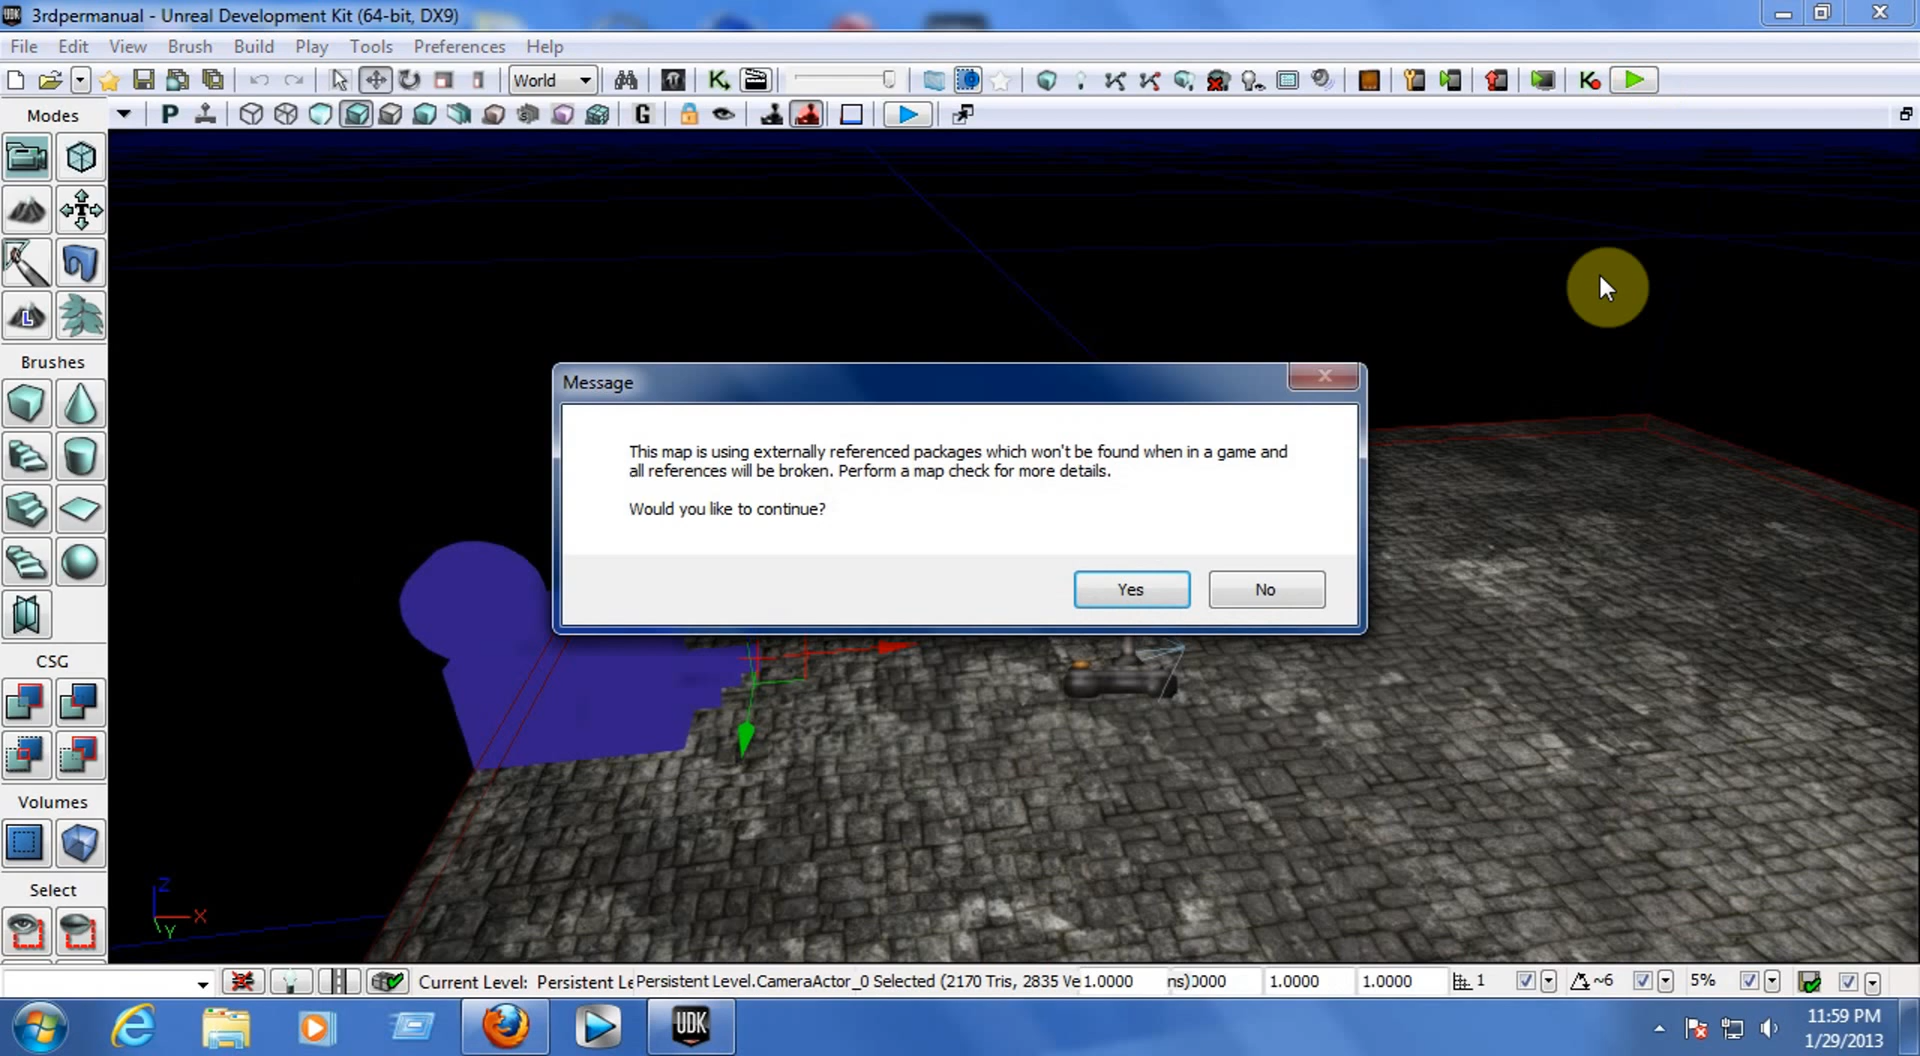 3rdpermanual - Unreal Development Kit (64-bit, DX9)
File Edit View Brush Build Play Tools Preferences Help
World
Modes
P G
L
Brushes
Message
This map is using externally referenced packages which won't be found when in a game and
all references will be broken. Perform a map check for more details.
Would you like to continue?
Yes No
CSG
Volumes
Select
Z
X
Y
Current Level: Persistent Le Persistent Level.CameraActor_0 Selected (2170 Tris, 2835 Ve 1.0000 ns) 0000 1.0000 1.0000 1 ~6 5%
UDK
11:59 PM
1/29/2013